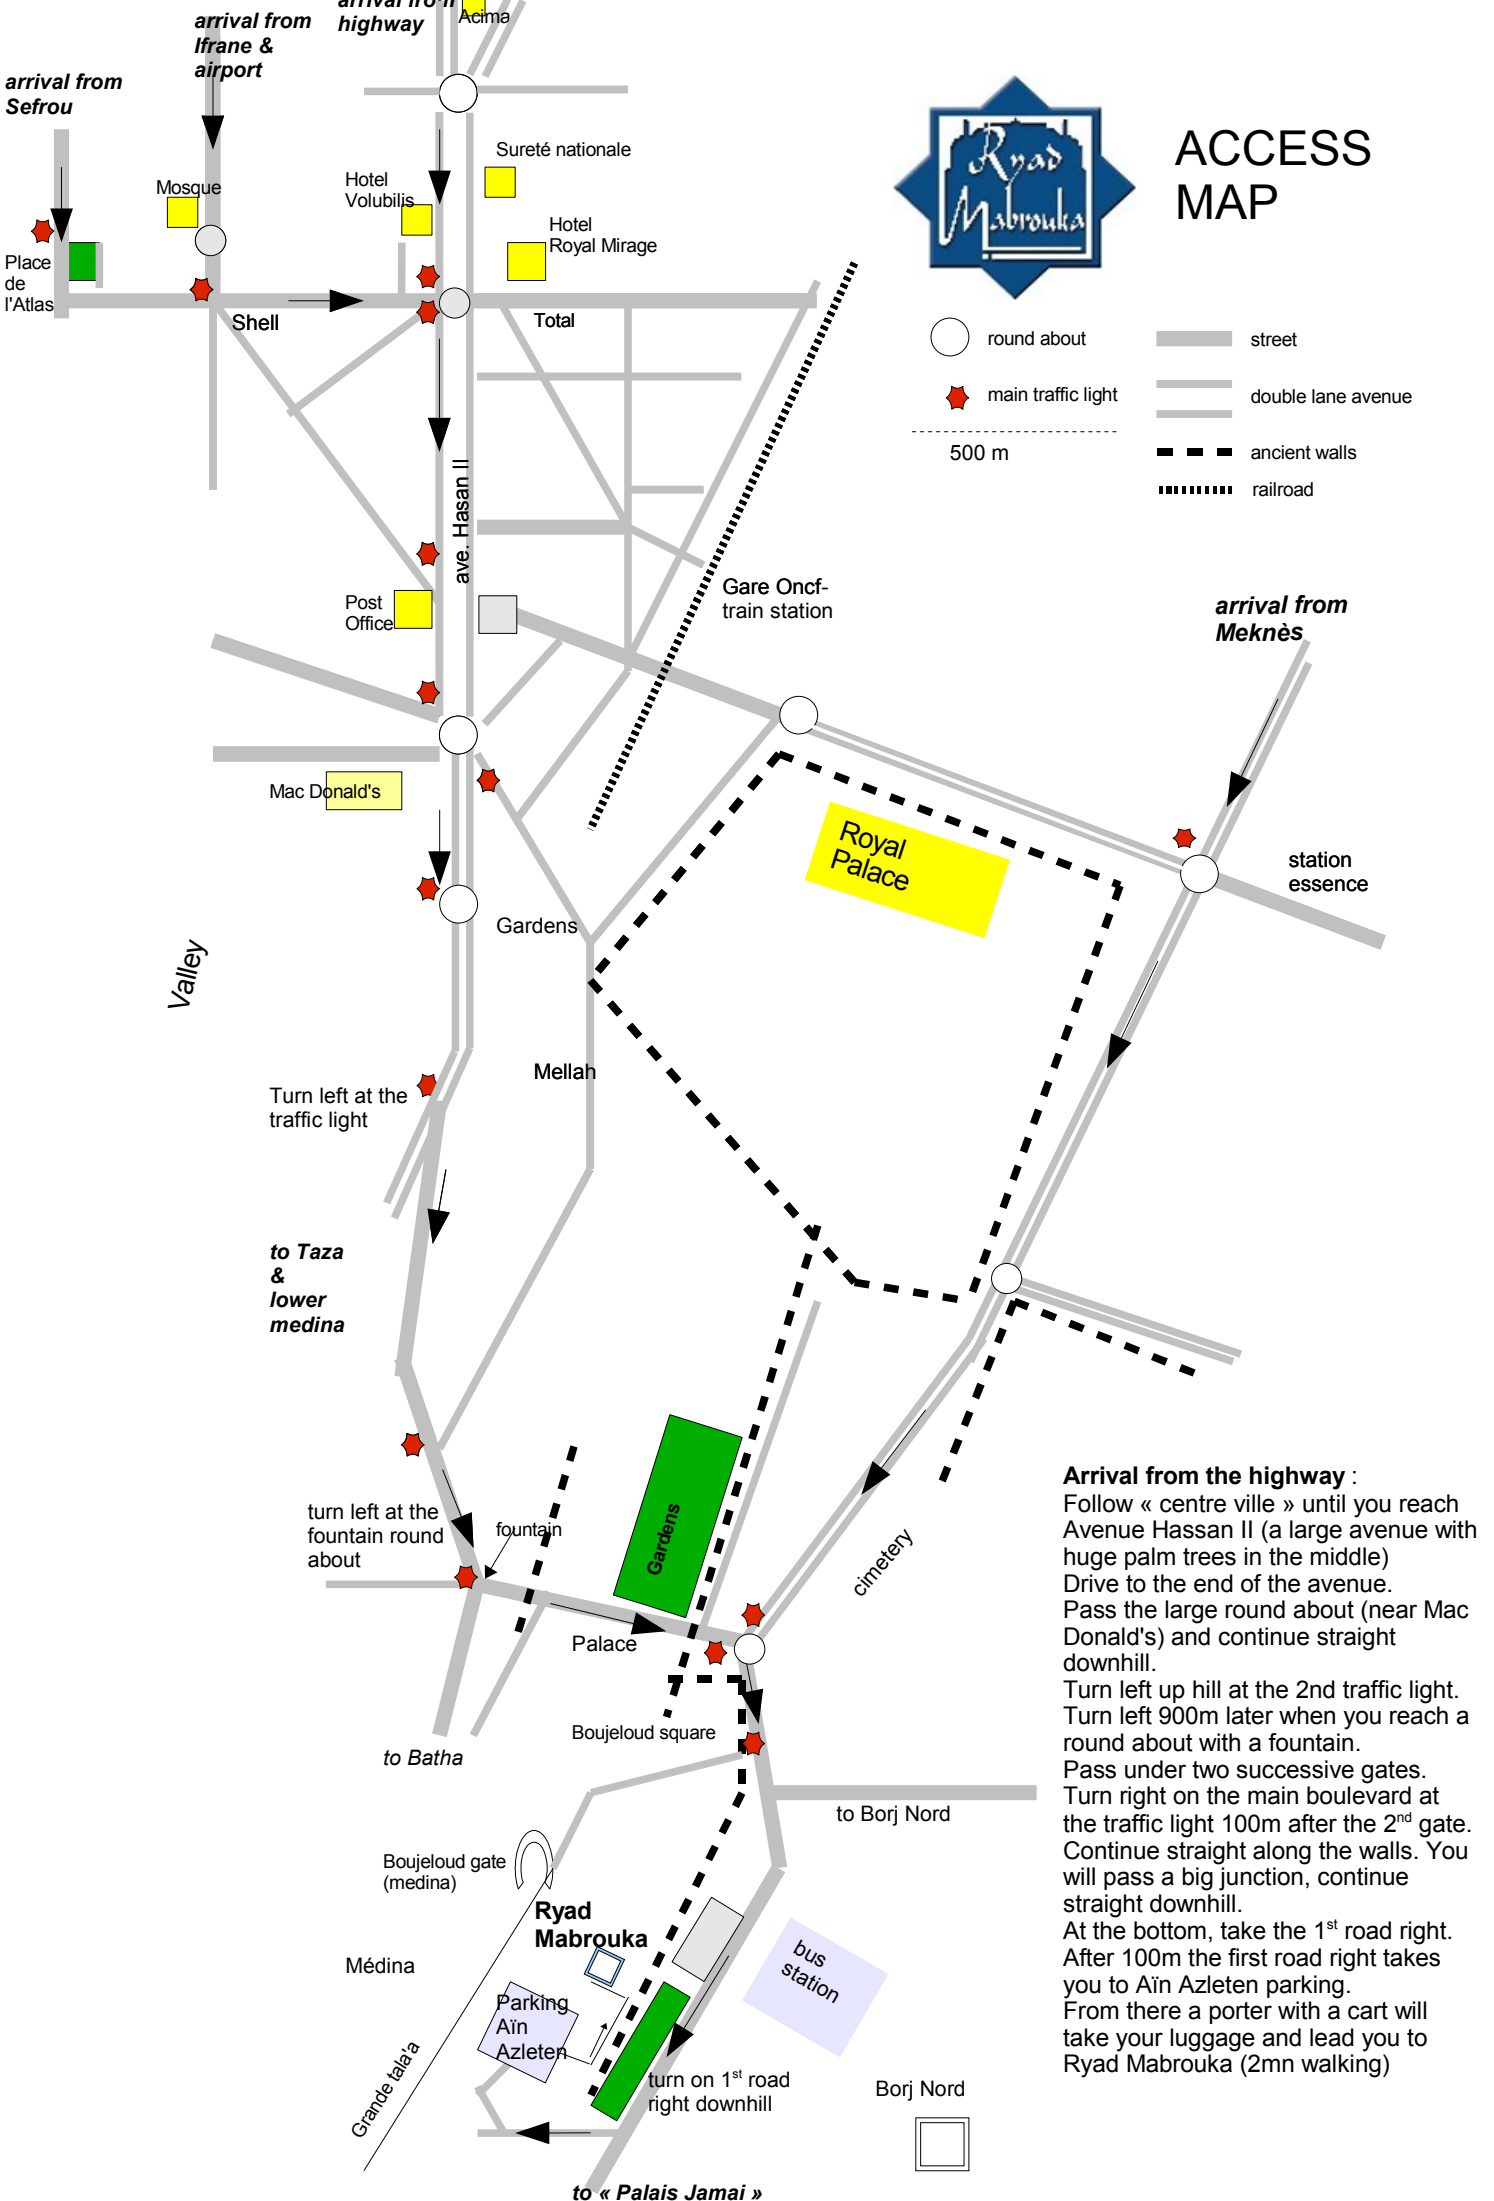 arrival from
highway
Acima
arrival from
Ifrane &
airport
arrival from
Sefrou
Mosque
Hotel
Volubilis
Sureté nationale
Hotel
Royal Mirage
Place
de
l'Atlas
Shell
Total
ave. Hasan II
Post
Office
Gare Oncf-
train station
Mac Donald's
Gardens
Valley
Mellah
Turn left at the
traffic light
to Taza
&
lower
medina
Ryad
Mabrouka
ACCESS
MAP
round about
street
main traffic light
double lane avenue
500 m
ancient walls
railroad
arrival from
Meknès
Royal
Palace
station
essence
turn left at the
fountain round
about
fountain
Gardens
cimetery
Palace
Boujeloud square
to Batha
to Borj Nord
Boujeloud gate
(medina)
Ryad
Mabrouka
Médina
Parking
Aïn
Azleten
bus
station
Grande tala'a
turn on 1st road
right downhill
Borj Nord
to « Palais Jamai »
Arrival from the highway :
Follow « centre ville » until you reach
Avenue Hassan II (a large avenue with
huge palm trees in the middle)
Drive to the end of the avenue.
Pass the large round about (near Mac
Donald's) and continue straight
downhill.
Turn left up hill at the 2nd traffic light.
Turn left 900m later when you reach a
round about with a fountain.
Pass under two successive gates.
Turn right on the main boulevard at
the traffic light 100m after the 2nd gate.
Continue straight along the walls. You
will pass a big junction, continue
straight downhill.
At the bottom, take the 1st road right.
After 100m the first road right takes
you to Aïn Azleten parking.
From there a porter with a cart will
take your luggage and lead you to
Ryad Mabrouka (2mn walking)